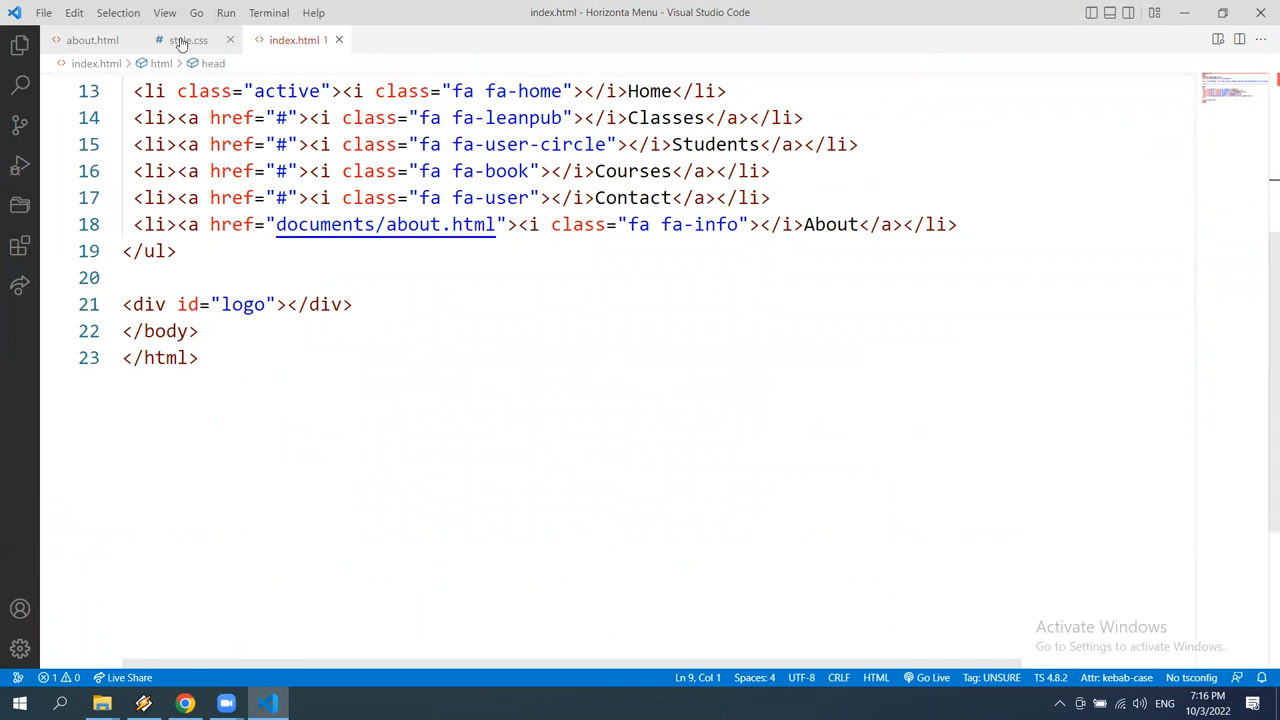 File Edit Selection View Go Run Terminal Help index.html - Horizonta Menu - Visual Studio Code
about.html # style.css index.html 1
index.html > html > head
13 <li class="active"><i class="fa fa-home"></i>Home</li>
14 <li><a href="#"><i class="fa fa-leanpub"></i>Classes</a></li>
15 <li><a href="#"><i class="fa fa-user-circle"></i>Students</a></li>
16 <li><a href="#"><i class="fa fa-book"></i>Courses</a></li>
17 <li><a href="#"><i class="fa fa-user"></i>Contact</a></li>
18 <li><a href="documents/about.html"><i class="fa fa-info"></i>About</a></li>
19 </ul>
20
21 <div id="logo"></div>
22 </body>
23 </html>
Activate Windows
Go to Settings to activate Windows.
1 0 Live Share Ln 9, Col 1 Spaces: 4 UTF-8 CRLF HTML Go Live Tag: UNSURE TS 4.8.2 Attr: kebab-case No tsconfig
ENG 7:16 PM
10/3/2022